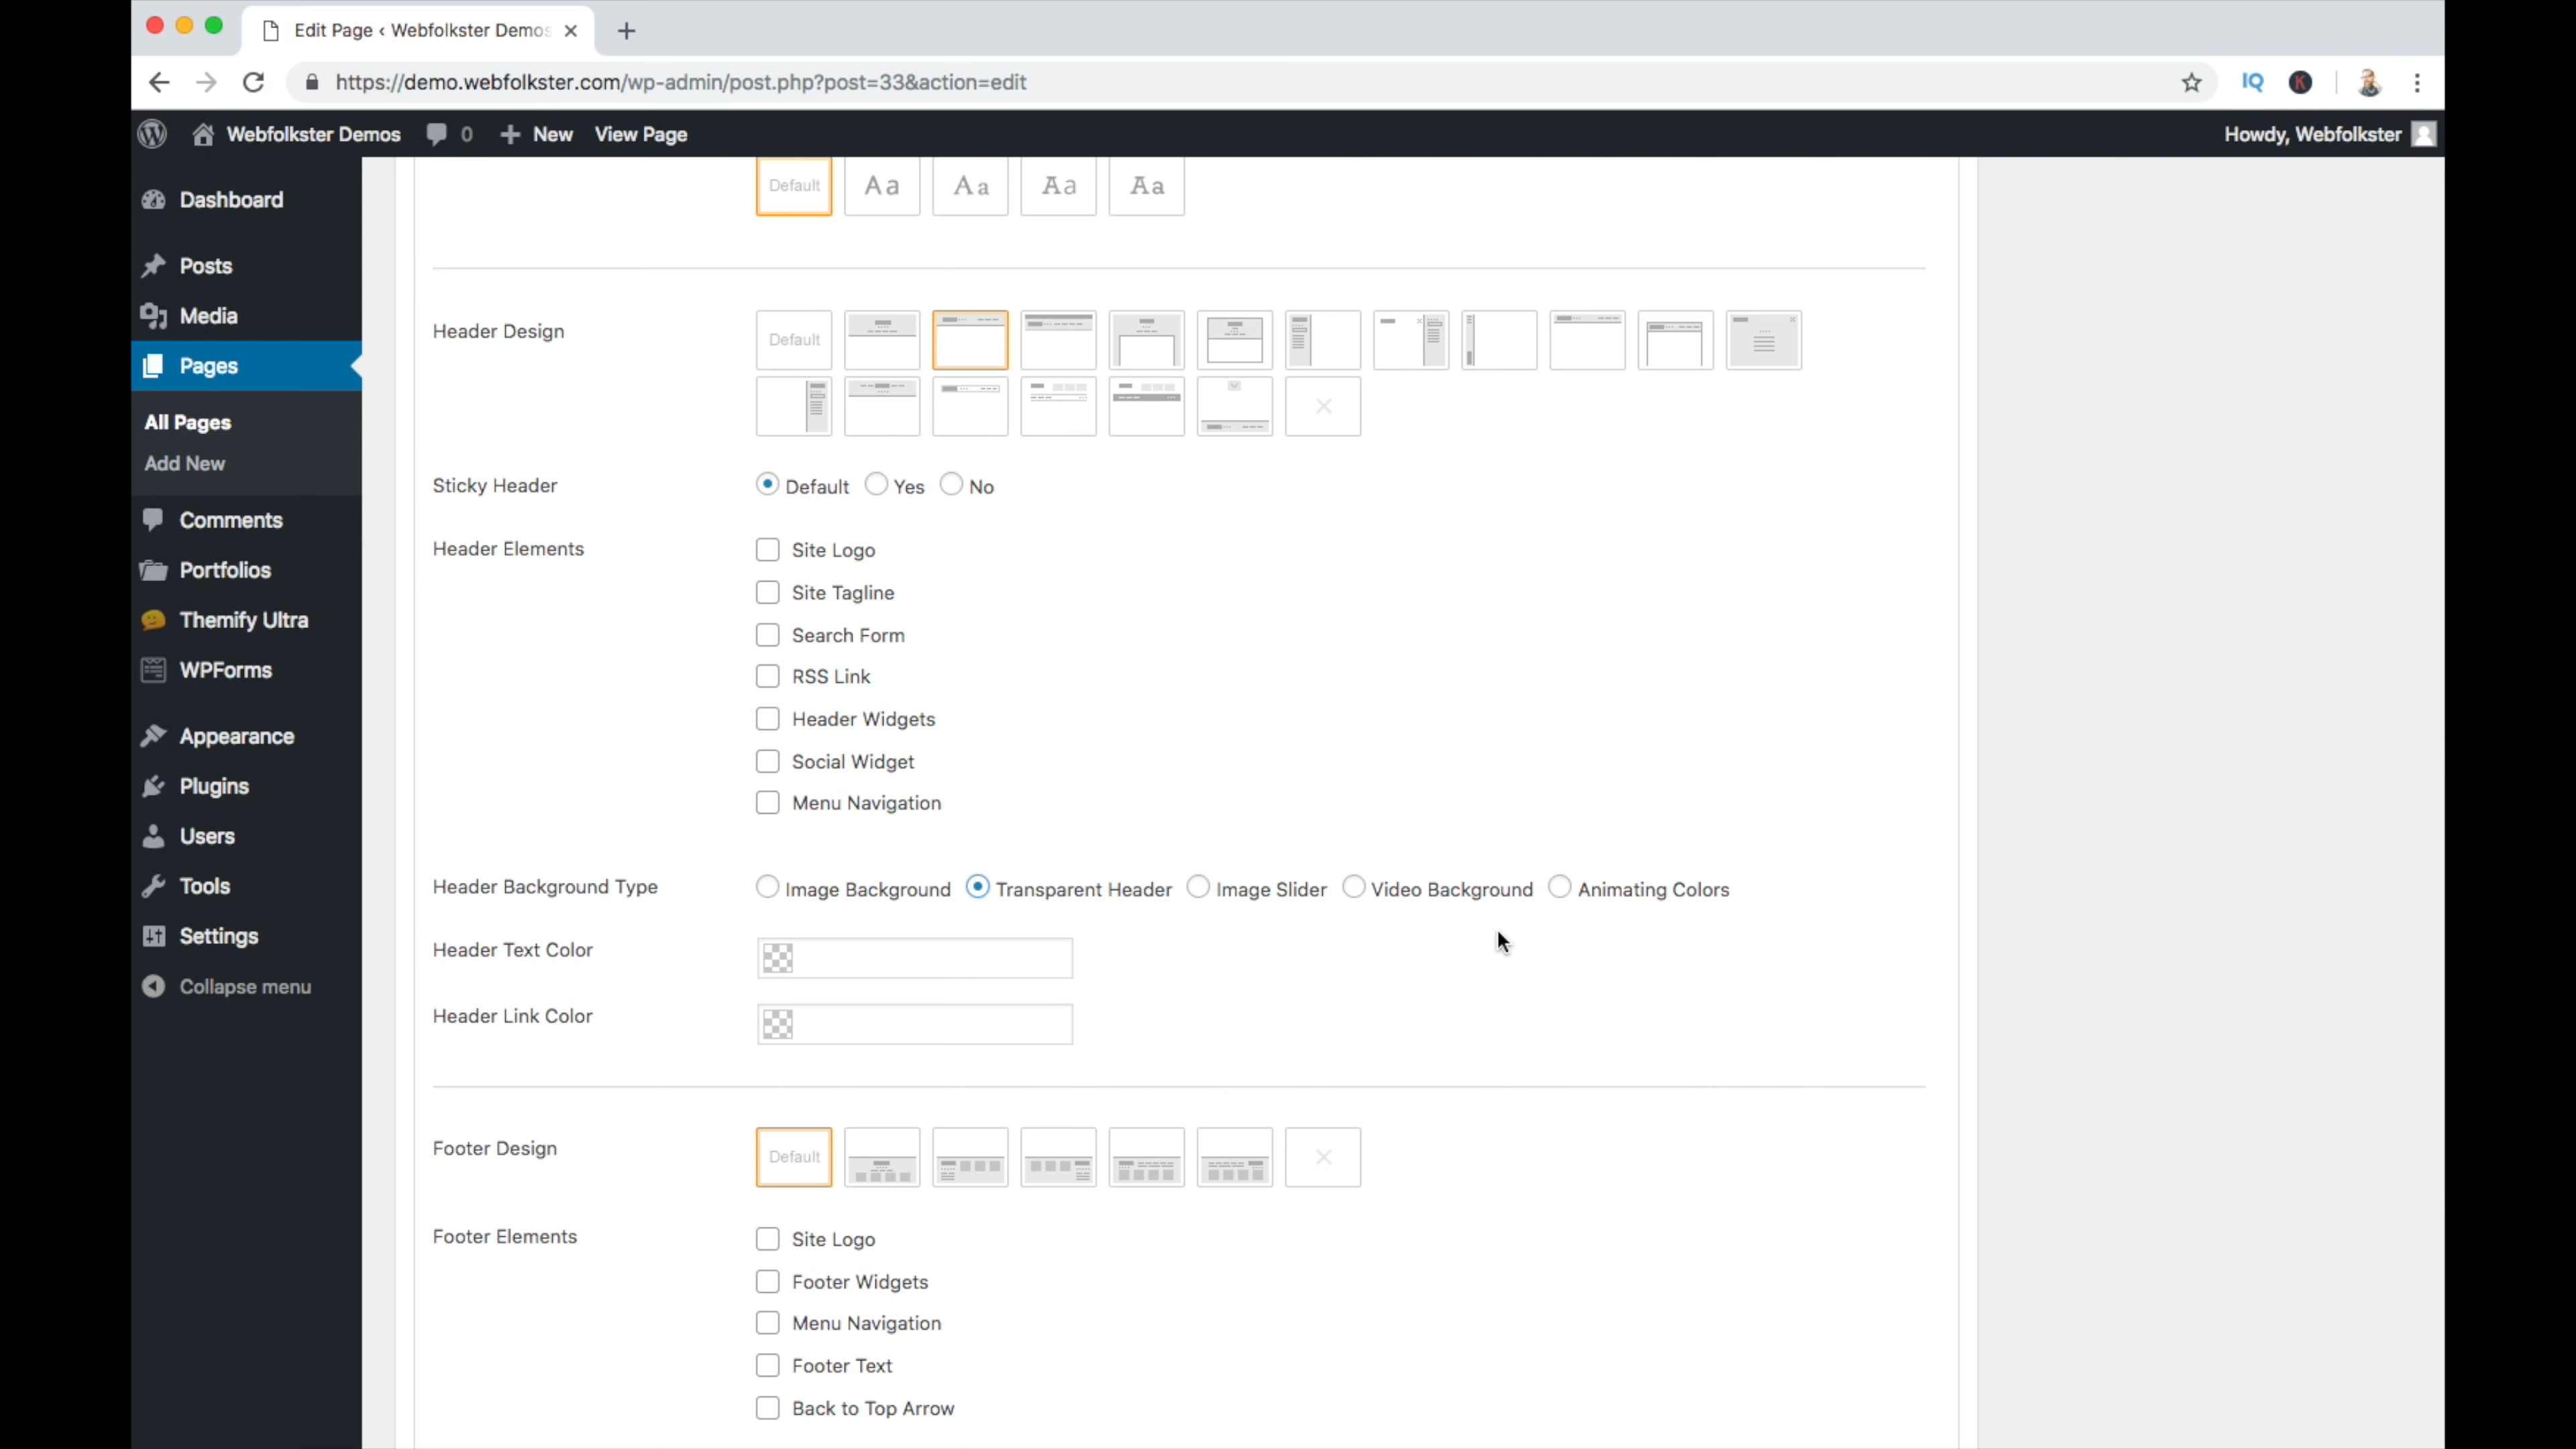 Edit Page ‹ Webfolkster Demos
https://demo.webfolkster.com/wp-admin/post.php?post=33&action=edit
IQ
K
Webfolkster Demos 0 New View Page
Howdy, Webfolkster
Dashboard
Posts
Media
Pages
All Pages
Add New
Comments
Portfolios
Themify Ultra
WPForms
Appearance
Plugins
Users
Tools
Settings
Collapse menu
Default Aa Aa Aa Aa
Header Design
Default
Sticky Header
Default Yes No
Header Elements
Site Logo
Site Tagline
Search Form
RSS Link
Header Widgets
Social Widget
Menu Navigation
Header Background Type
Image Background Transparent Header Image Slider Video Background Animating Colors
Header Text Color
Header Link Color
Footer Design
Default
Footer Elements
Site Logo
Footer Widgets
Menu Navigation
Footer Text
Back to Top Arrow